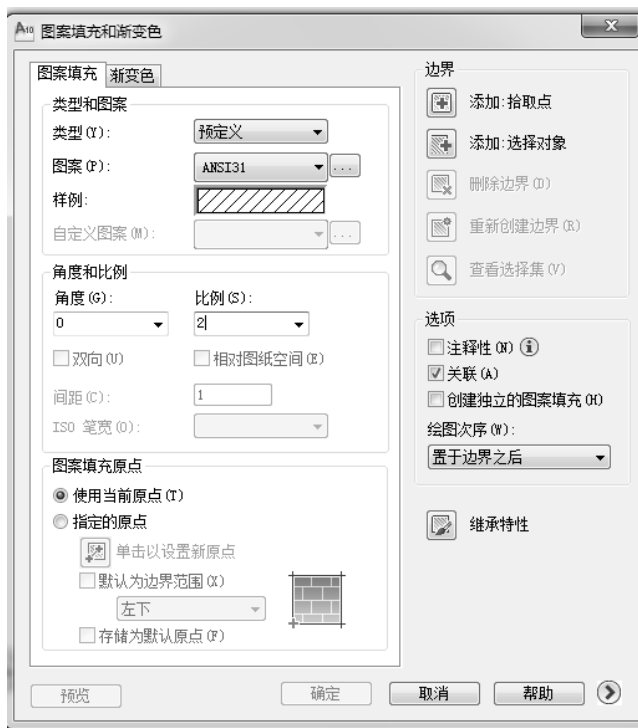 A10 图案填充和渐变色
图案填充 渐变色
类型和图案
类型(Y): 预定义
图案(P): ANSI31 ...
样例:
自定义图案(M): ...
角度和比例
角度(G): 比例(S):
0 2
双向(U) 相对图纸空间(E)
间距(C): 1
ISO 笔宽(O):
图案填充原点
使用当前原点(T)
指定的原点
单击以设置新原点
默认为边界范围(X)
左下
存储为默认原点(F)
边界
添加:拾取点
添加:选择对象
删除边界(D)
重新创建边界(R)
查看选择集(V)
选项
注释性(N)
关联(A)
创建独立的图案填充(H)
绘图次序(W):
置于边界之后
继承特性
预览 确定 取消 帮助